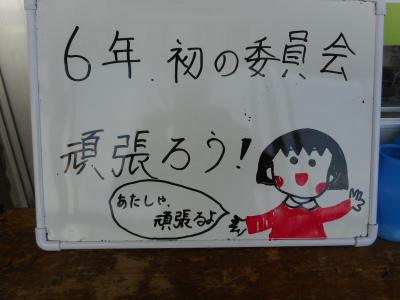 6年 初の委員会
頑張ろう!
あたしゃ、
頑張るよ